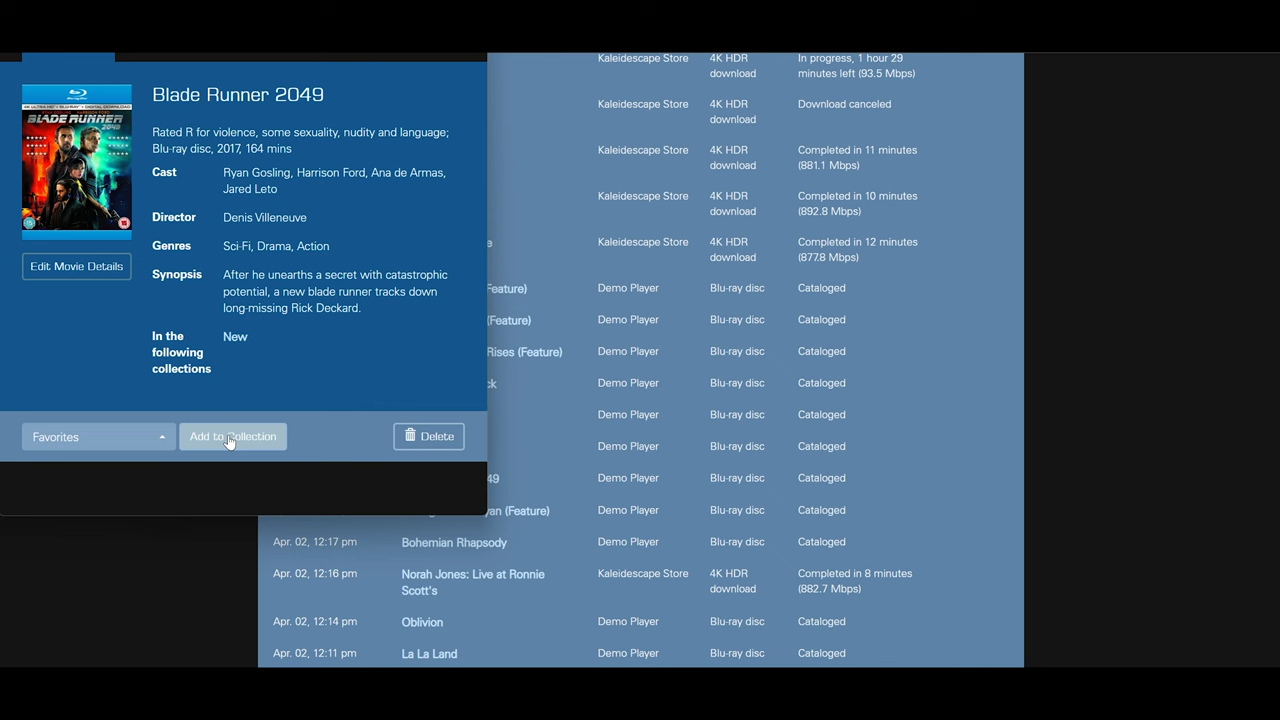 Blade Runner 2049
Rated R for violence, some sexuality, nudity and language;
Blu-ray disc, 2017, 164 mins
Cast Ryan Gosling, Harrison Ford, Ana de Armas,
Jared Leto
Director Denis Villeneuve
Genres Sci-Fi, Drama, Action
Synopsis After he unearths a secret with catastrophic
potential, a new blade runner tracks down
long-missing Rick Deckard.
In the New
following
collections
BLADE RUNNER
2049
Edit Movie Details
Favorites Add to Collection Delete
Kaleidescape Store 4K HDR In progress, 1 hour 29
download minutes left (93.5 Mbps)
Kaleidescape Store 4K HDR Download canceled
download
Kaleidescape Store 4K HDR Completed in 11 minutes
download (881.1 Mbps)
Kaleidescape Store 4K HDR Completed in 10 minutes
download (892.8 Mbps)
e Kaleidescape Store 4K HDR Completed in 12 minutes
download (877.8 Mbps)
Feature) Demo Player Blu-ray disc Cataloged
(Feature) Demo Player Blu-ray disc Cataloged
Rises (Feature) Demo Player Blu-ray disc Cataloged
ck Demo Player Blu-ray disc Cataloged
Demo Player Blu-ray disc Cataloged
Demo Player Blu-ray disc Cataloged
49 Demo Player Blu-ray disc Cataloged
yan (Feature) Demo Player Blu-ray disc Cataloged
Apr. 02, 12:17 pm Bohemian Rhapsody Demo Player Blu-ray disc Cataloged
Apr. 02, 12:16 pm Norah Jones: Live at Ronnie Kaleidescape Store 4K HDR Completed in 8 minutes
Scott's download (882.7 Mbps)
Apr. 02, 12:14 pm Oblivion Demo Player Blu-ray disc Cataloged
Apr. 02, 12:11 pm La La Land Demo Player Blu-ray disc Cataloged